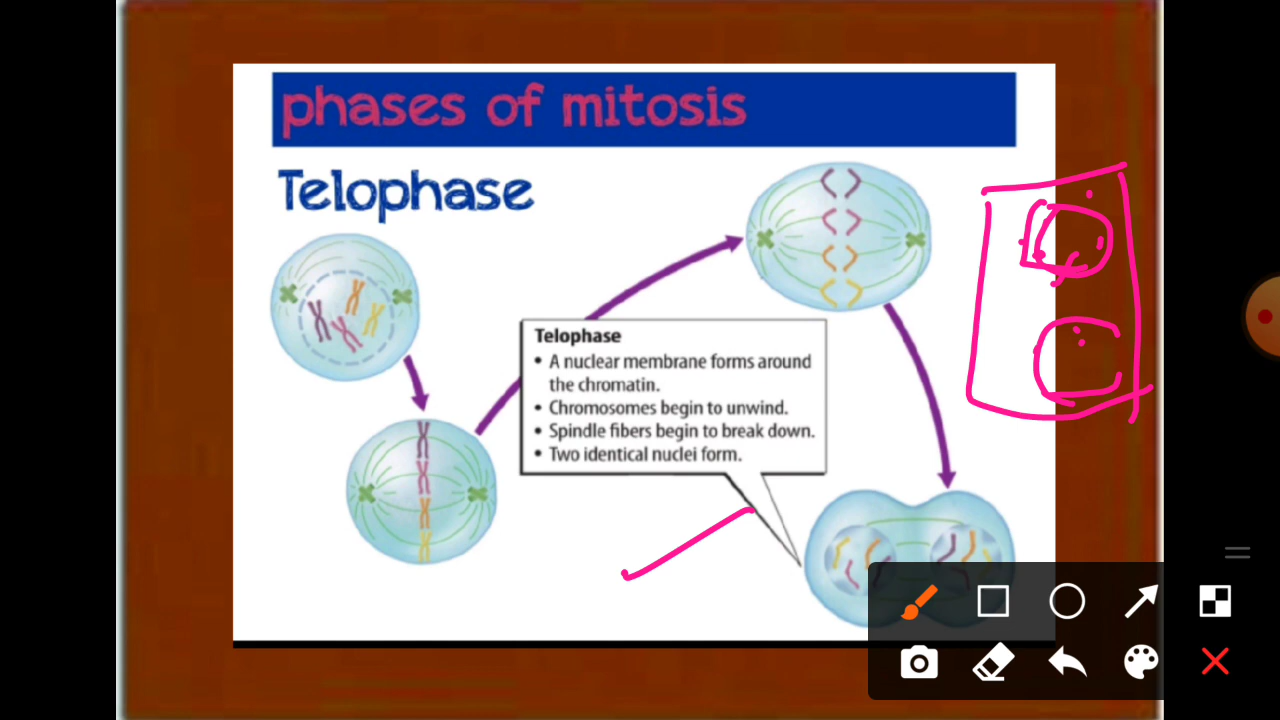 phases of mitosis
Telophase
Telophase
• A nuclear membrane forms around
the chromatin.
• Chromosomes begin to unwind.
• Spindle fibers begin to break down.
• Two identical nuclei form.